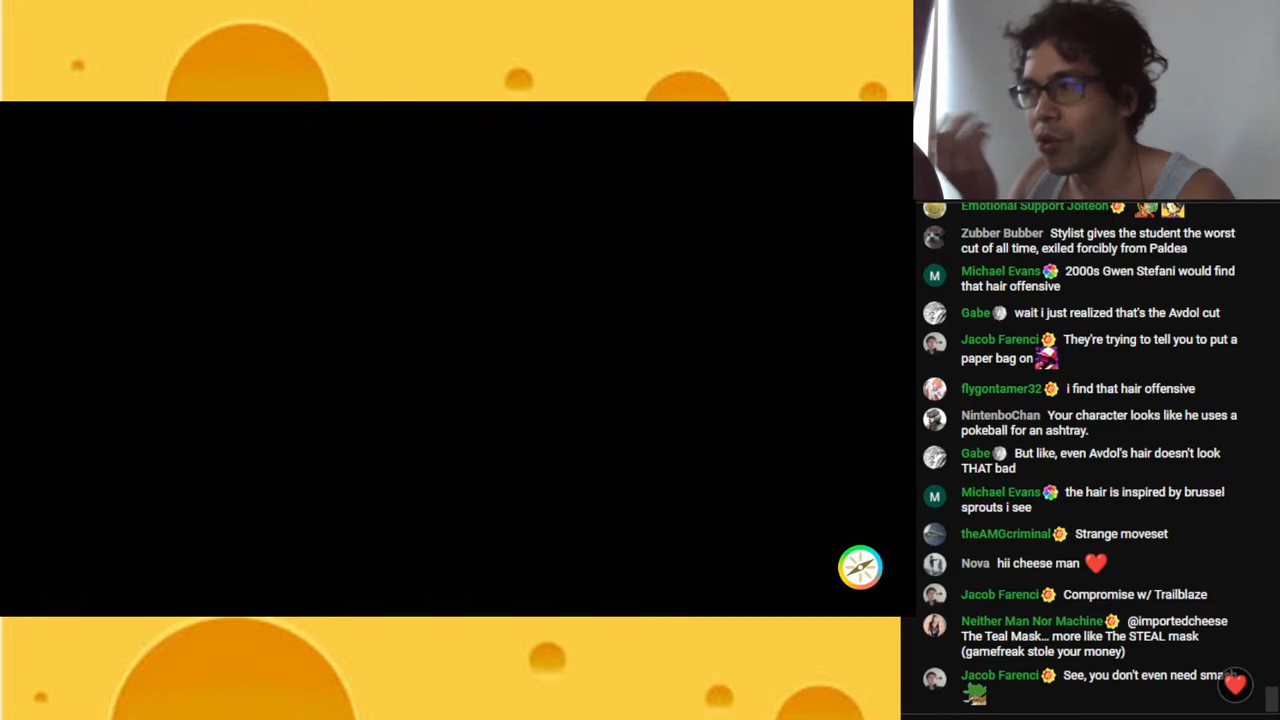 Emotional Support Jolteon
Zubber Bubber Stylist gives the student the worst
cut of all time, exiled forcibly from Paldea
M Michael Evans 2000s Gwen Stefani would find
that hair offensive
Gabe wait i just realized that's the Avdol cut
Jacob Farenci They're trying to tell you to put a
paper bag on
flygontamer32 i find that hair offensive
NintenboChan Your character looks like he uses a
pokeball for an ashtray.
Gabe But like, even Avdol's hair doesn't look
THAT bad
M Michael Evans the hair is inspired by brussel
sprouts i see
theAMGcriminal Strange moveset
Nova hii cheese man ❤️
Jacob Farenci Compromise w/ Trailblaze
Neither Man Nor Machine @importedcheese
The Teal Mask... more like The STEAL mask
(gamefreak stole your money)
Jacob Farenci See, you don't even need smash